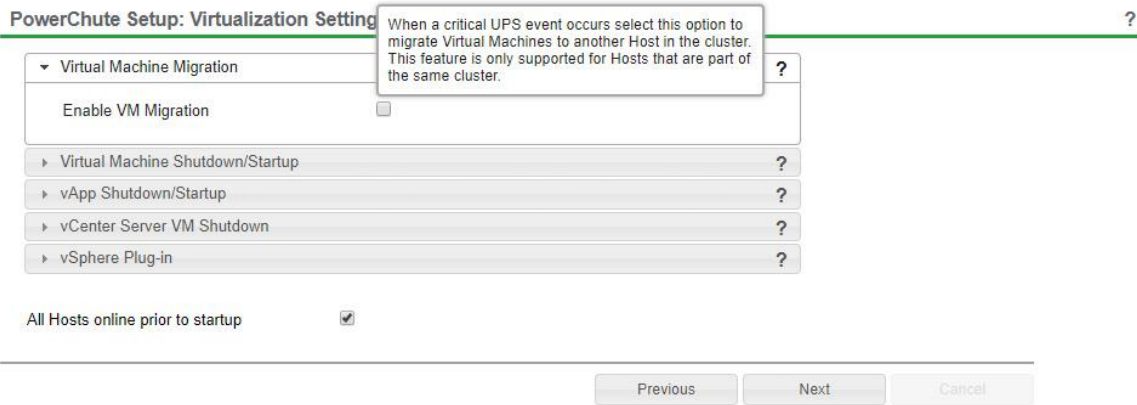 PowerChute Setup: Virtualization Setting
?
When a critical UPS event occurs select this option to
migrate Virtual Machines to another Host in the cluster.
This feature is only supported for Hosts that are part of
the same cluster.
Virtual Machine Migration
?
Enable VM Migration
Virtual Machine Shutdown/Startup
?
vApp Shutdown/Startup
?
vCenter Server VM Shutdown
?
vSphere Plug-in
?
All Hosts online prior to startup
Previous
Next
Cancel